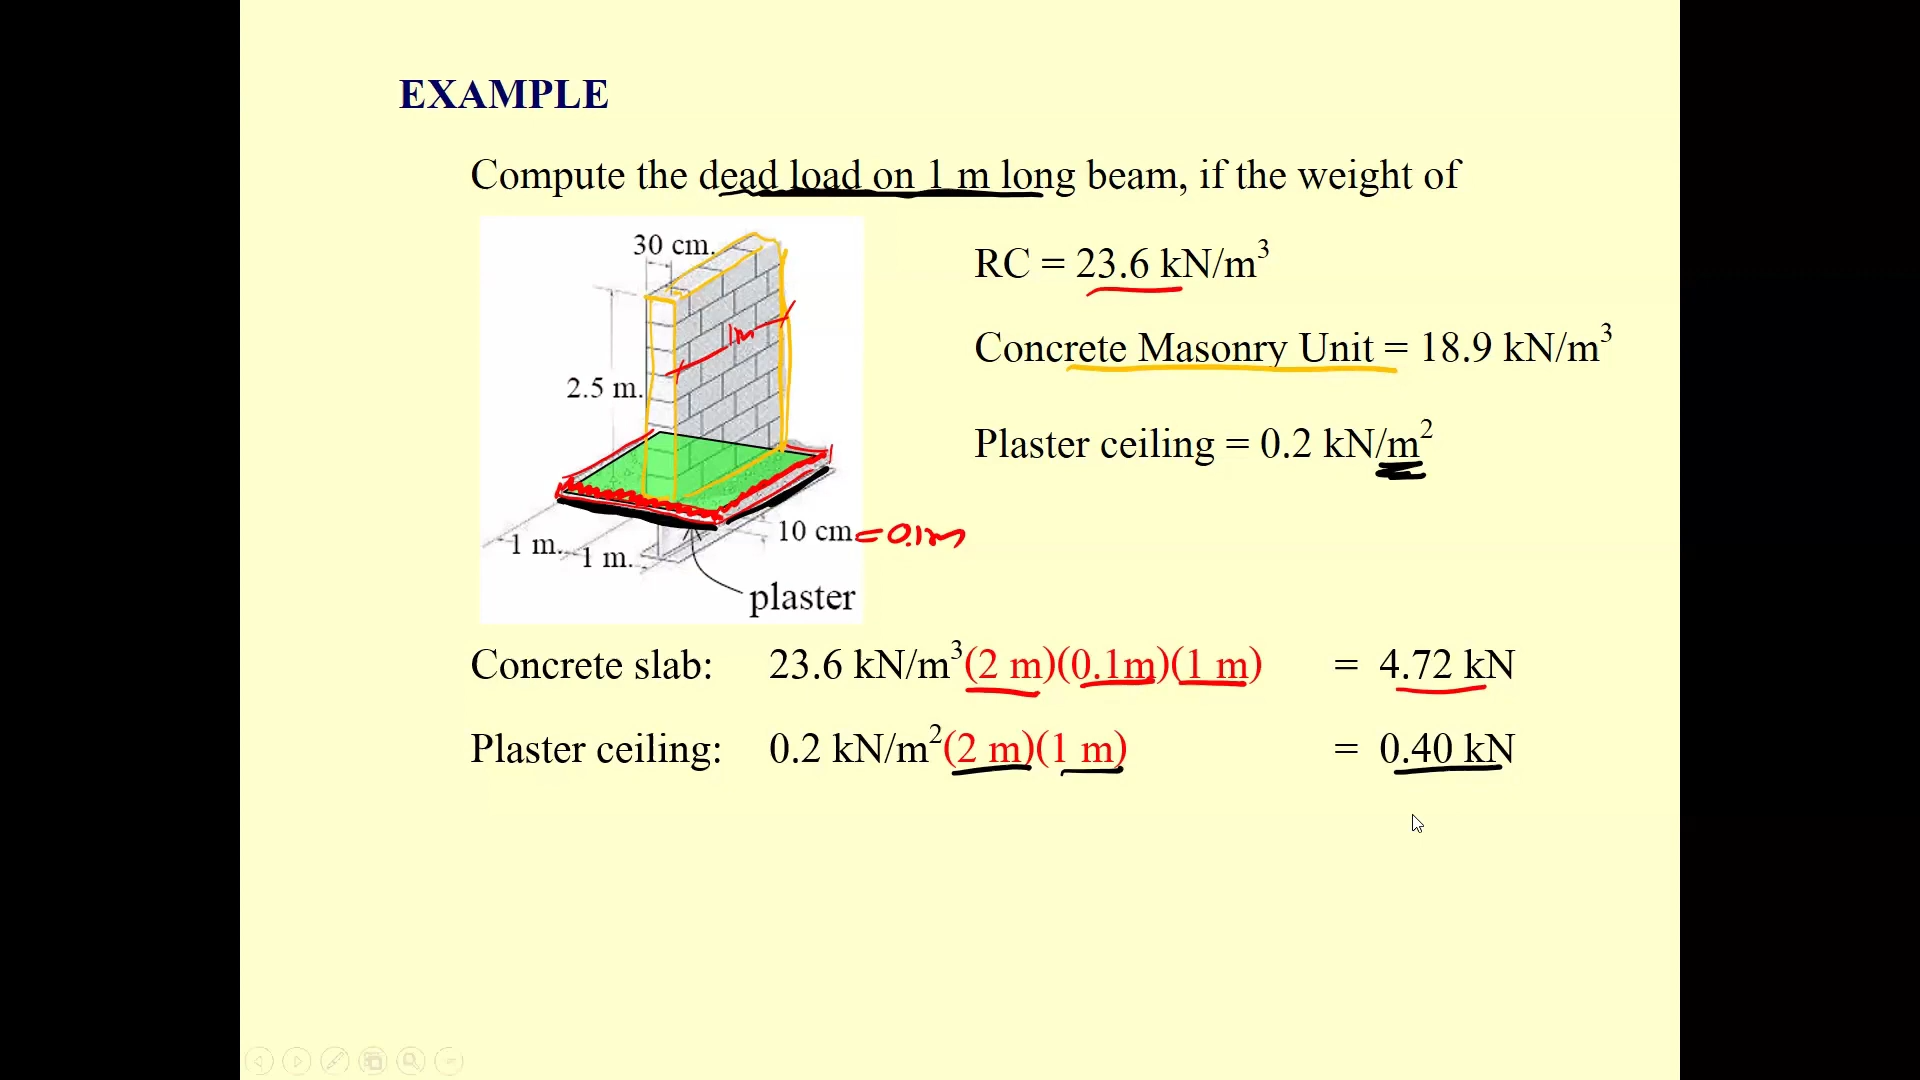 EXAMPLE
Compute the dead load on 1 m long beam, if the weight of
30 cm.
RC = 23.6 kN/m³
1m
Concrete Masonry Unit = 18.9 kN/m³
2.5 m.
Plaster ceiling = 0.2 kN/m²
10 cm = 0.1m
1 m.
1 m.
plaster
Concrete slab: 23.6 kN/m³(2 m)(0.1m)(1 m) = 4.72 kN
Plaster ceiling: 0.2 kN/m²(2 m)(1 m) = 0.40 kN